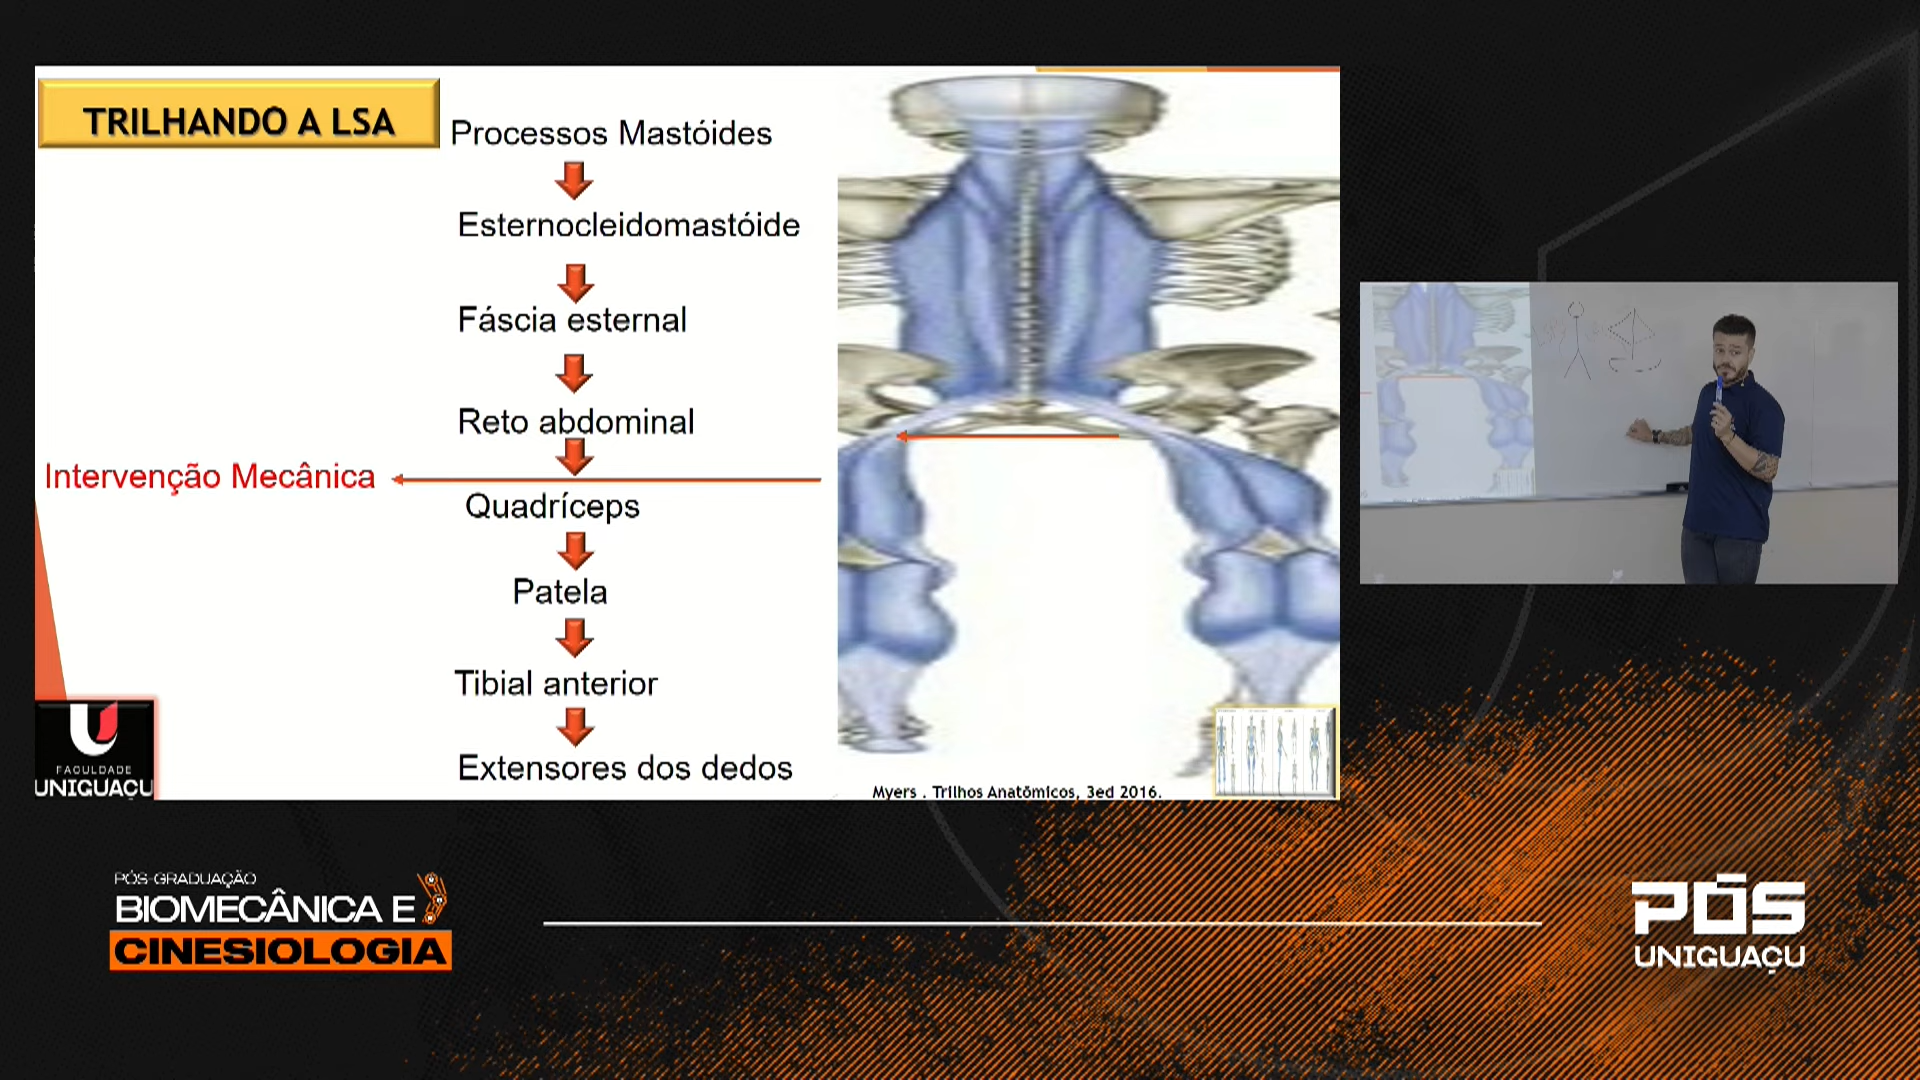 TRILHANDO A LSA
Processos Mastóides
Esternocleidomastóide
Fáscia esternal
Reto abdominal
Intervenção Mecânica
Quadríceps
Patela
Tibial anterior
Extensores dos dedos
Myers . Trilhos Anatômicos, 3ed 2016.
FACULDADE
UNIGUAÇU
PÓS-GRADUAÇÃO
BIOMECÂNICA E
CINESIOLOGIA
PÓS
UNIGUAÇU